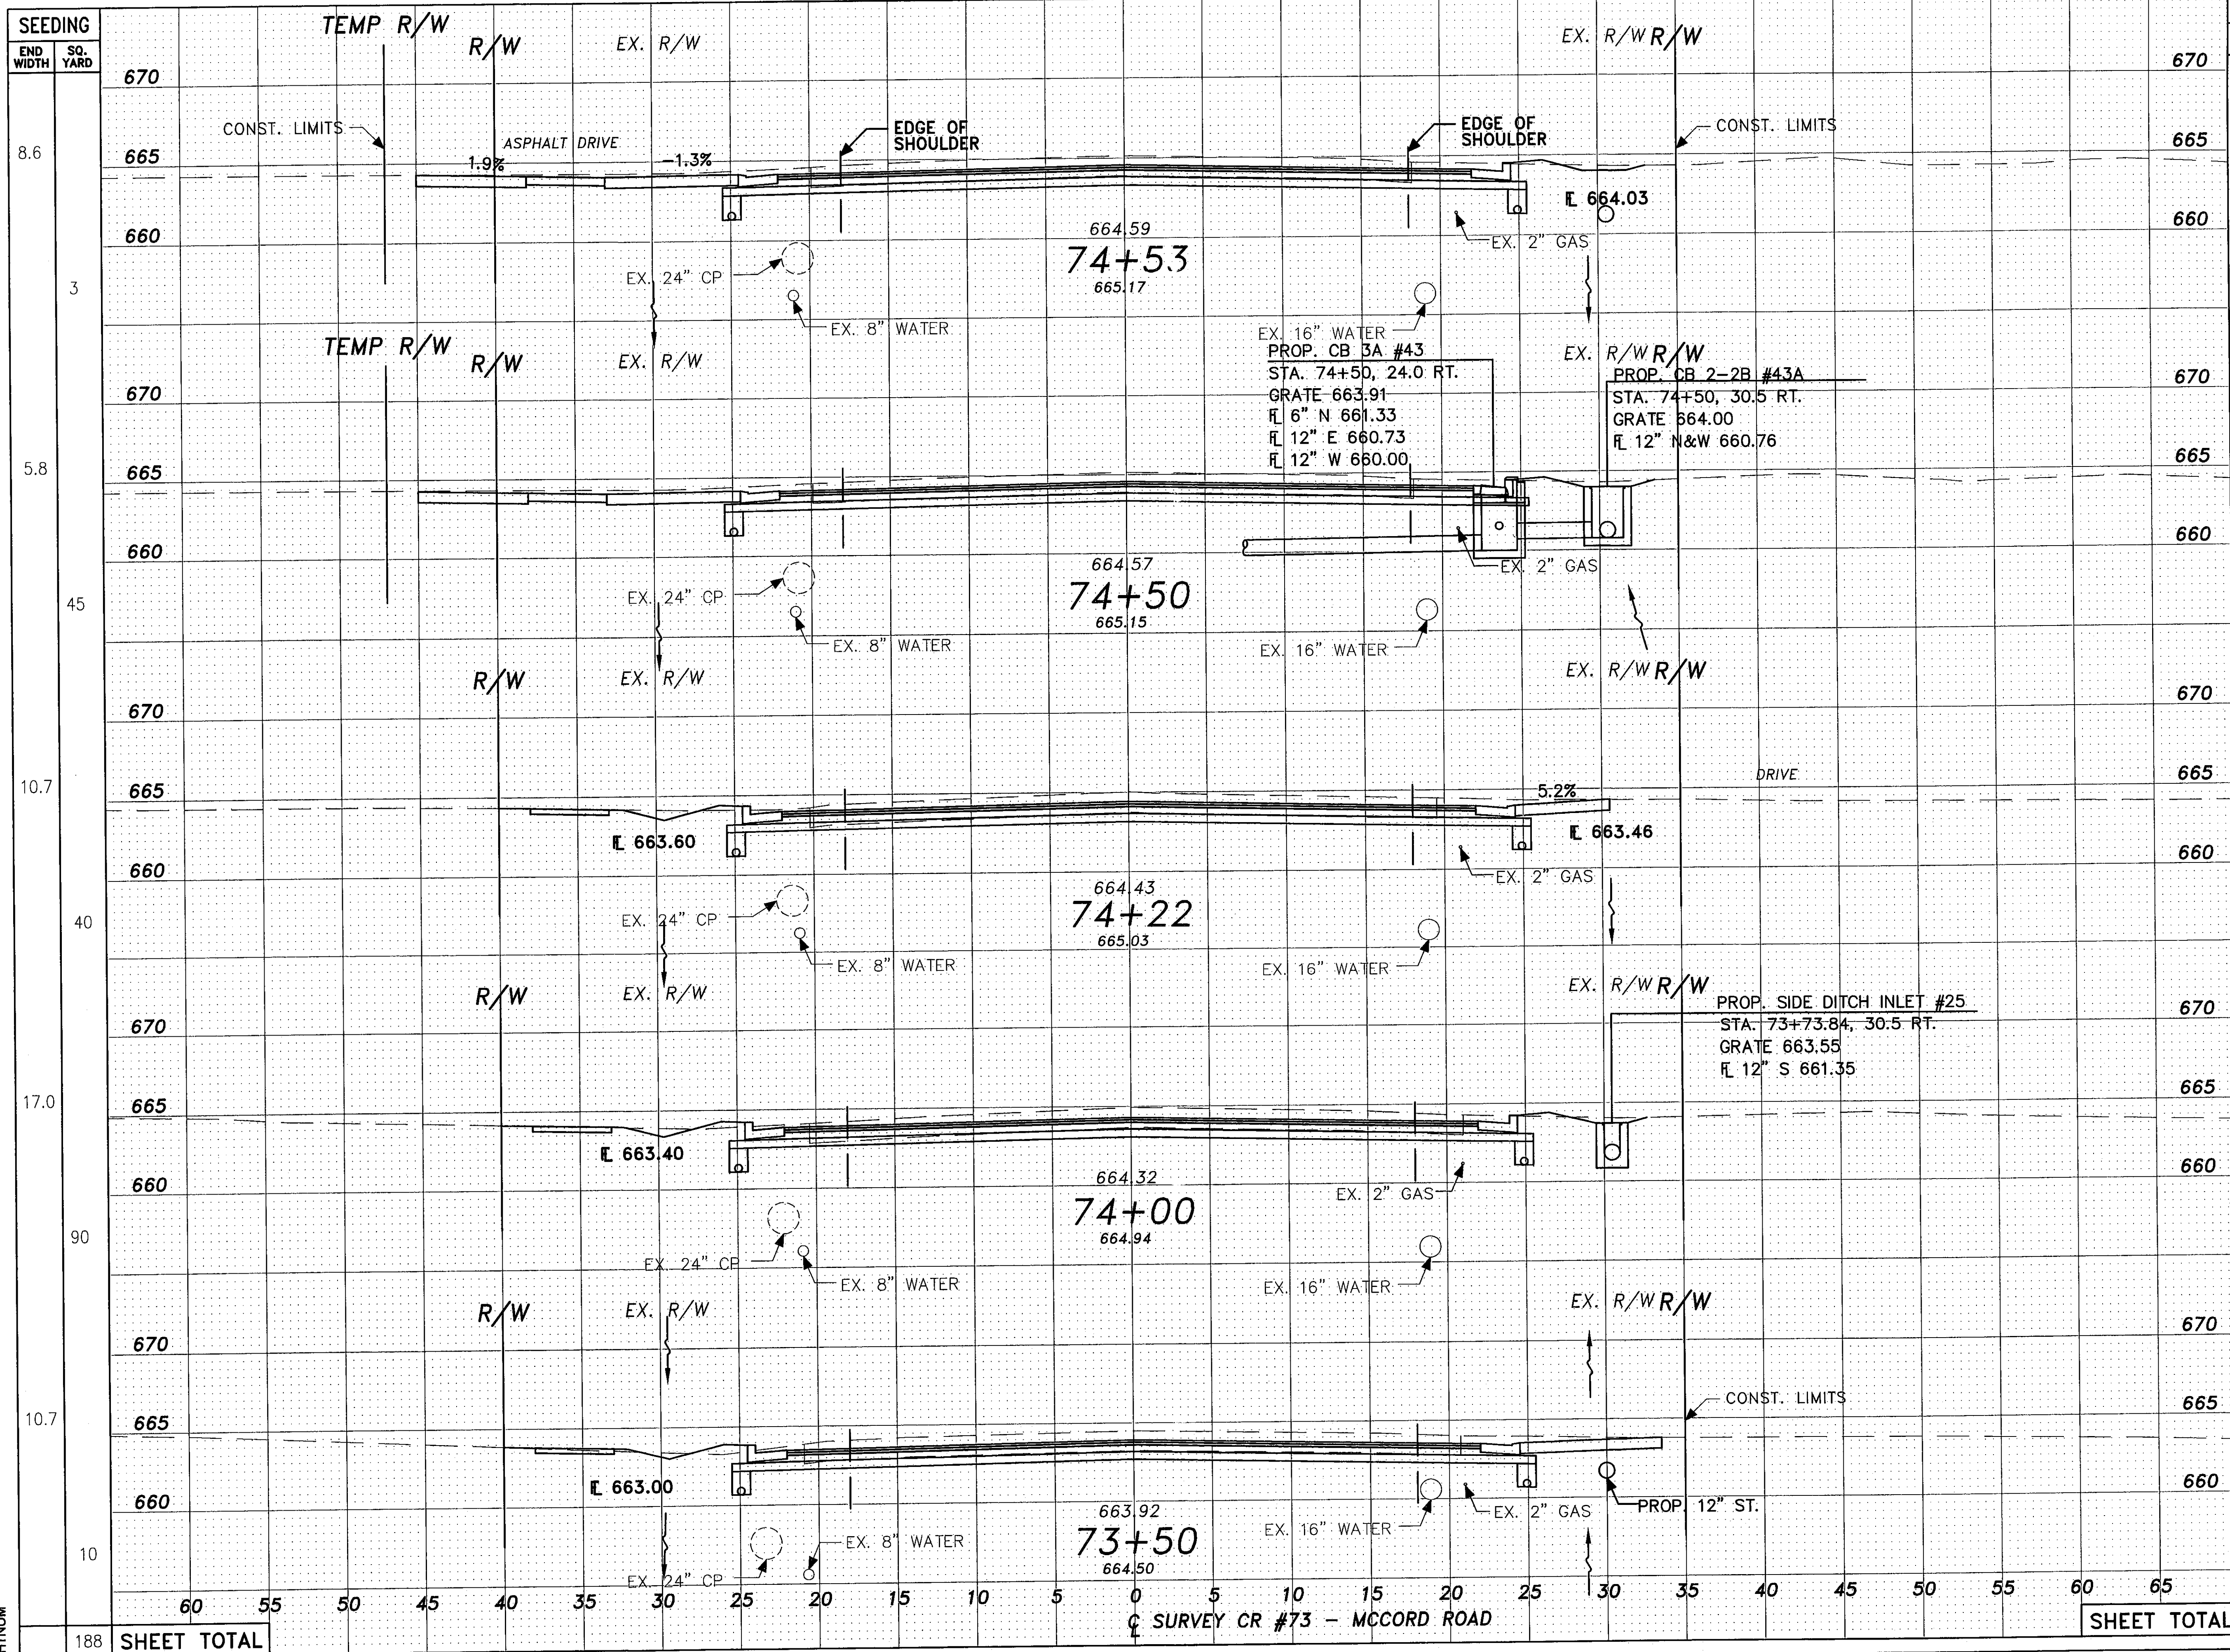 SEEDING
END WIDTH
SQ. YARD
TEMP R/W
R/W
EX. R/W
EX. R/W R/W
670
670
CONST. LIMITS
ASPHALT DRIVE
EDGE OF
SHOULDER
EDGE OF
SHOULDER
CONST. LIMITS
8.6
665
1.9%
-1.3%
665
FL 664.03
660
664.59
660
EX. 2" GAS
74+53
EX. 24" CP
665.17
3
EX. 8" WATER
EX. 16" WATER
TEMP R/W
R/W
EX. R/W
PROP. CB 3A #43
STA. 74+50, 24.0 RT.
GRATE 663.91
FL 6" N 661.33
FL 12" E 660.73
FL 12" W 660.00
EX. R/W R/W
PROP. CB 2-2B #43A
STA. 74+50, 30.5 RT.
GRATE 664.00
FL 12" N&W 660.76
670
670
5.8
665
665
660
660
664.57
EX. 2" GAS
74+50
EX. 24" CP
45
665.15
EX. 8" WATER
EX. 16" WATER
R/W
EX. R/W
EX. R/W R/W
670
670
10.7
665
DRIVE
665
5.2%
FL 663.60
FL 663.46
660
660
664.43
EX. 2" GAS
74+22
EX. 24" CP
40
665.03
EX. 8" WATER
EX. 16" WATER
R/W
EX. R/W
EX. R/W R/W
PROP. SIDE DITCH INLET #25
STA. 73+73.84, 30.5 RT.
GRATE 663.55
FL 12" S 661.35
670
670
17.0
665
665
FL 663.40
660
660
664.32
EX. 2" GAS
74+00
90
664.94
EX. 24" CP
EX. 8" WATER
EX. 16" WATER
R/W
EX. R/W
EX. R/W R/W
670
670
CONST. LIMITS
10.7
665
665
FL 663.00
660
660
663.92
EX. 2" GAS
PROP. 12" ST.
EX. 16" WATER
73+50
EX. 8" WATER
10
664.50
EX. 24" CP
60 55 50 45 40 35 30 25 20 15 10 5 0 5 10 15 20 25 30 35 40 45 50 55 60 65
CL SURVEY CR #73 - MCCORD ROAD
188 SHEET TOTAL
SHEET TOTAL